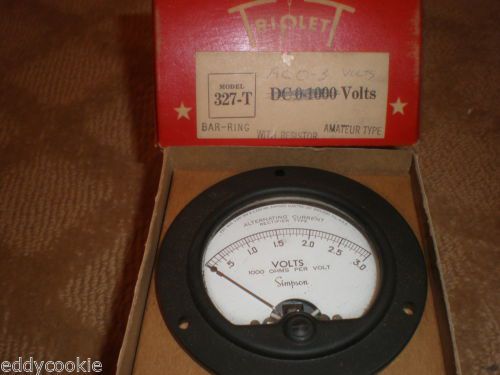 TRIPLETT
MODEL
327-T
AC 0-3 VOLTS
DC 0-1000 Volts
BAR-RING
WITH RESISTOR
AMATEUR TYPE
ALTERNATING CURRENT
RECTIFIER TYPE
.5 1.0 1.5 2.0 2.5 3.0
VOLTS
1000 OHMS PER VOLT
Simpson
eddycookie